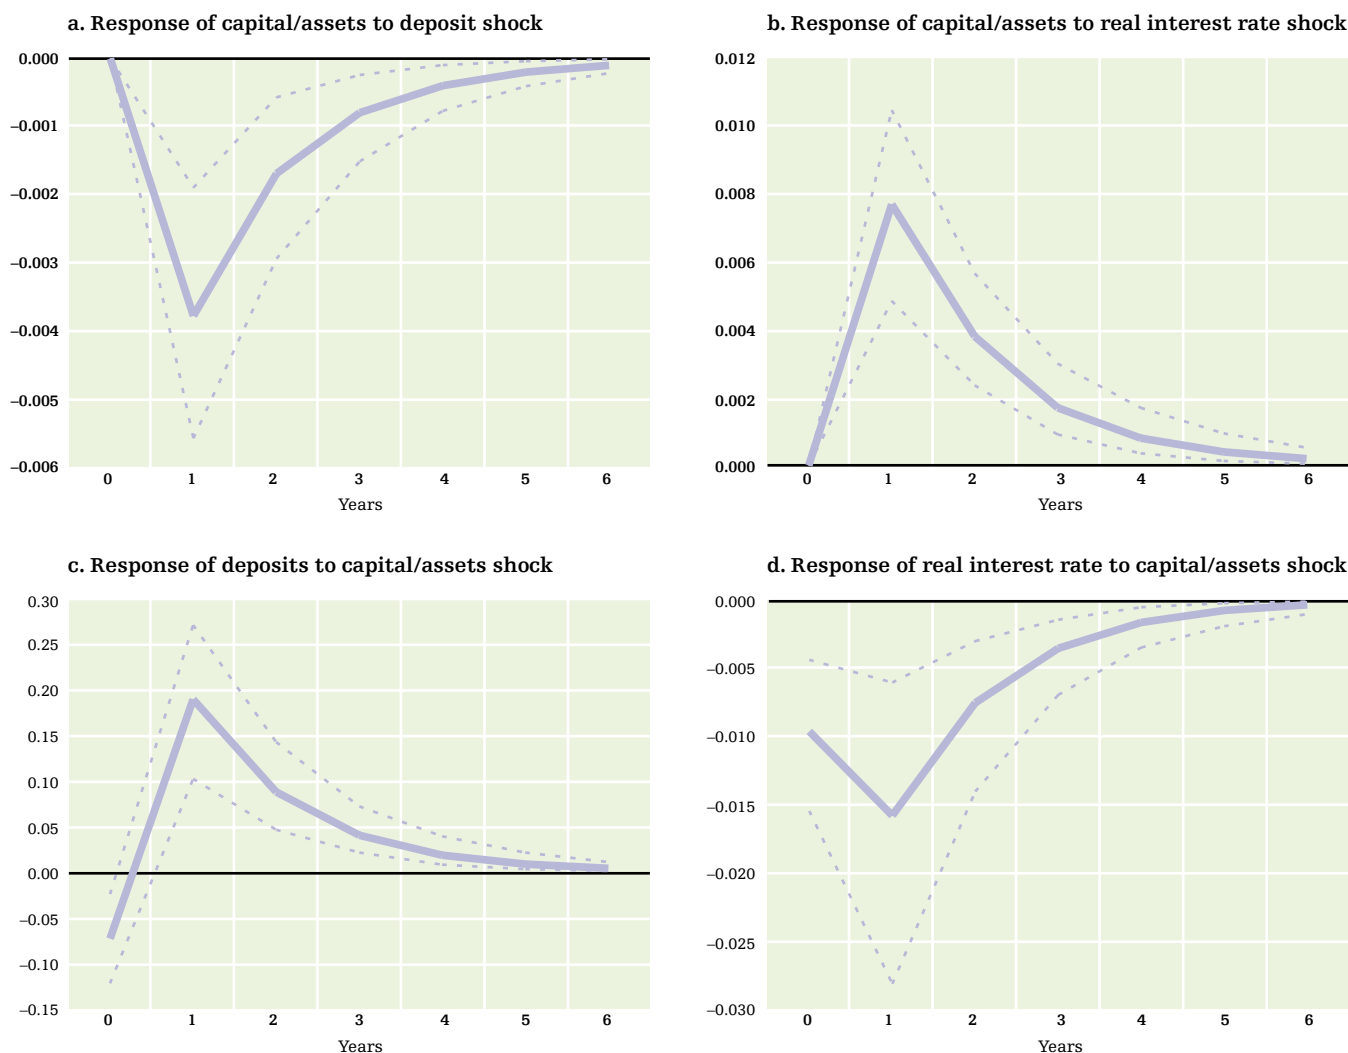 a. Response of capital/assets to deposit shock
0.000
–0.001
–0.002
–0.003
–0.004
–0.005
–0.006
0 1 2 3 4 5 6
Years
b. Response of capital/assets to real interest rate shock
0.012
0.010
0.008
0.006
0.004
0.002
0.000
0 1 2 3 4 5 6
Years
c. Response of deposits to capital/assets shock
0.30
0.25
0.20
0.15
0.10
0.05
0.00
–0.05
–0.10
–0.15
0 1 2 3 4 5 6
Years
d. Response of real interest rate to capital/assets shock
0.000
–0.005
–0.010
–0.015
–0.020
–0.025
–0.030
0 1 2 3 4 5 6
Years